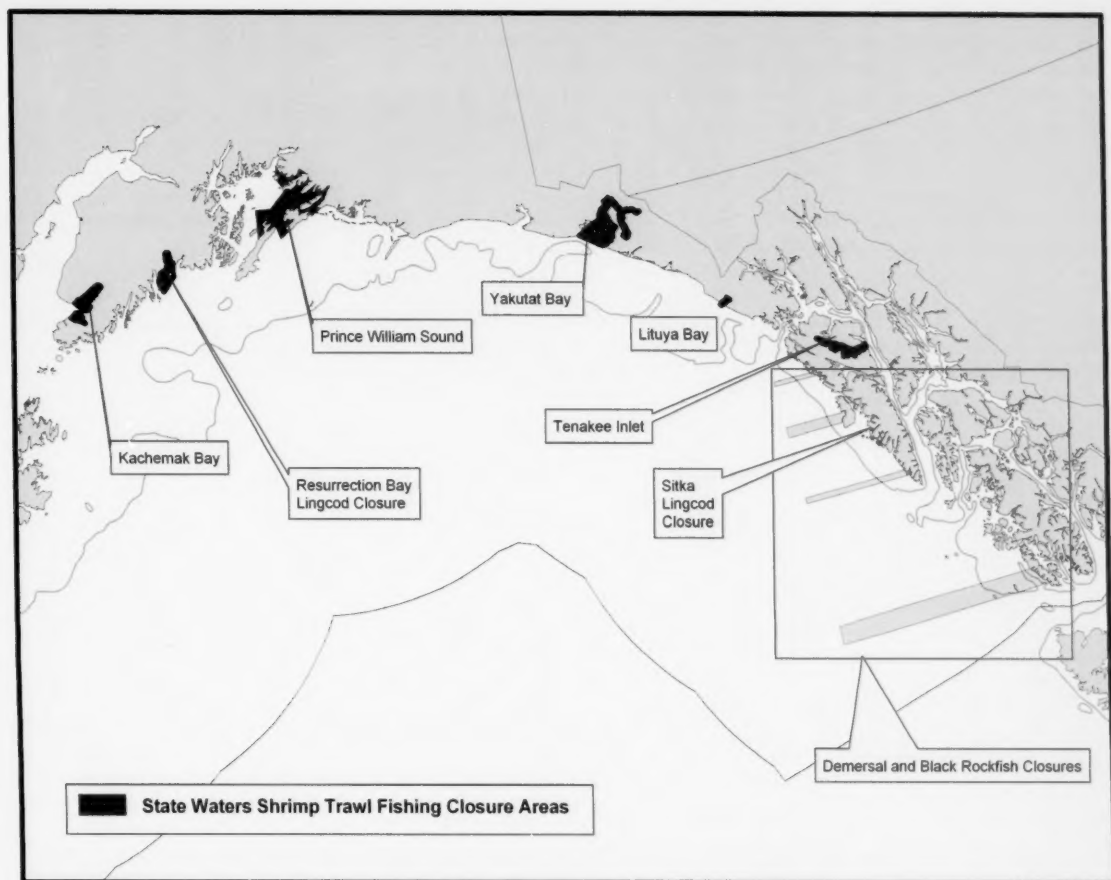 Yakutat Bay
Prince William Sound
Lituya Bay
Tenakee Inlet
Kachemak Bay
Resurrection Bay
Lingcod Closure
Sitka
Lingcod
Closure
Demersal and Black Rockfish Closures
State Waters Shrimp Trawl Fishing Closure Areas